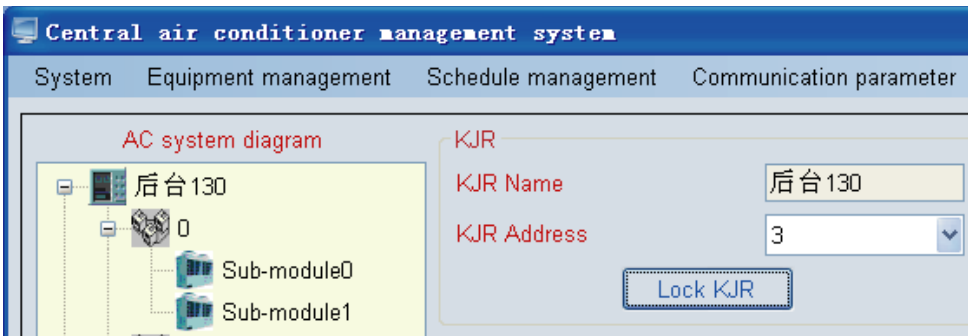 Central air conditioner management system
System Equipment management Schedule management Communication parameter
AC system diagram
后台130
0
Sub-module0
Sub-module1
KJR
KJR Name 后台130
KJR Address 3
Lock KJR